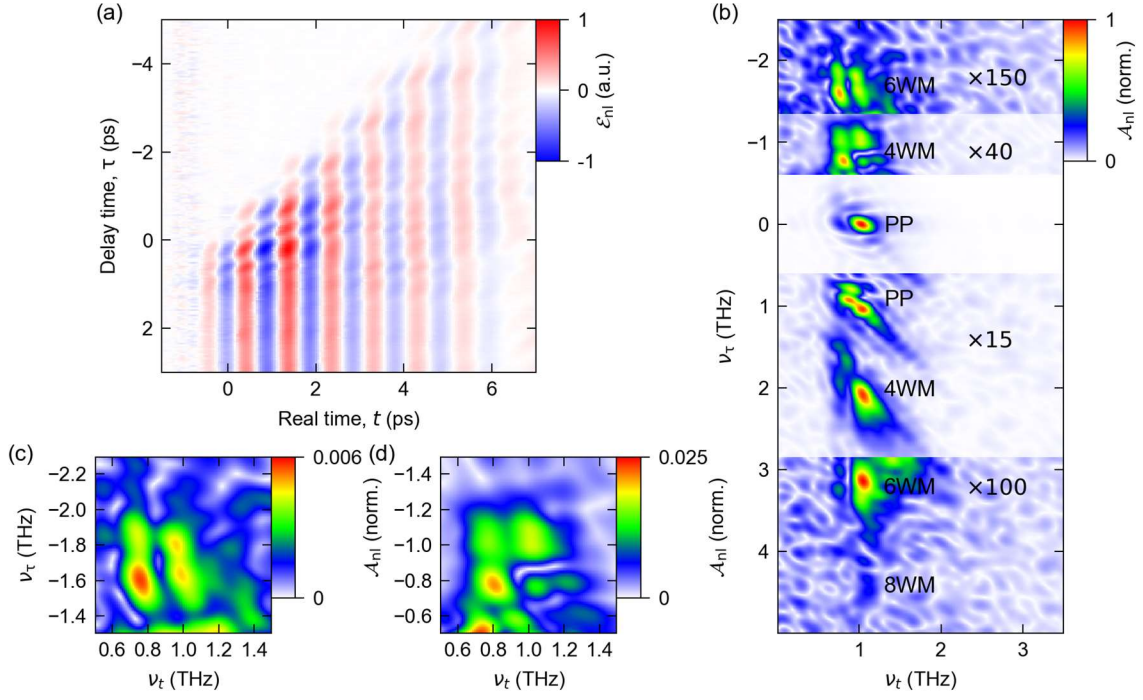 (a)
−4
−2
0
2
Delay time, τ (ps)
0 2 4 6
Real time, t (ps)
1
0
-1
Ɛnl (a.u.)
(b)
−2
−1
0
1
2
3
4
ντ (THz)
6WM ×150
4WM ×40
PP
PP
×15
4WM
6WM ×100
8WM
1 2 3
νt (THz)
1
0
𝒜nl (norm.)
(c)
−2.2
−2.0
−1.8
−1.6
−1.4
ντ (THz)
0.6 0.8 1.0 1.2 1.4
νt (THz)
0.006
0
𝒜nl (norm.)
(d)
−1.4
−1.2
−1.0
−0.8
−0.6
0.6 0.8 1.0 1.2 1.4
νt (THz)
0.025
0
𝒜nl (norm.)